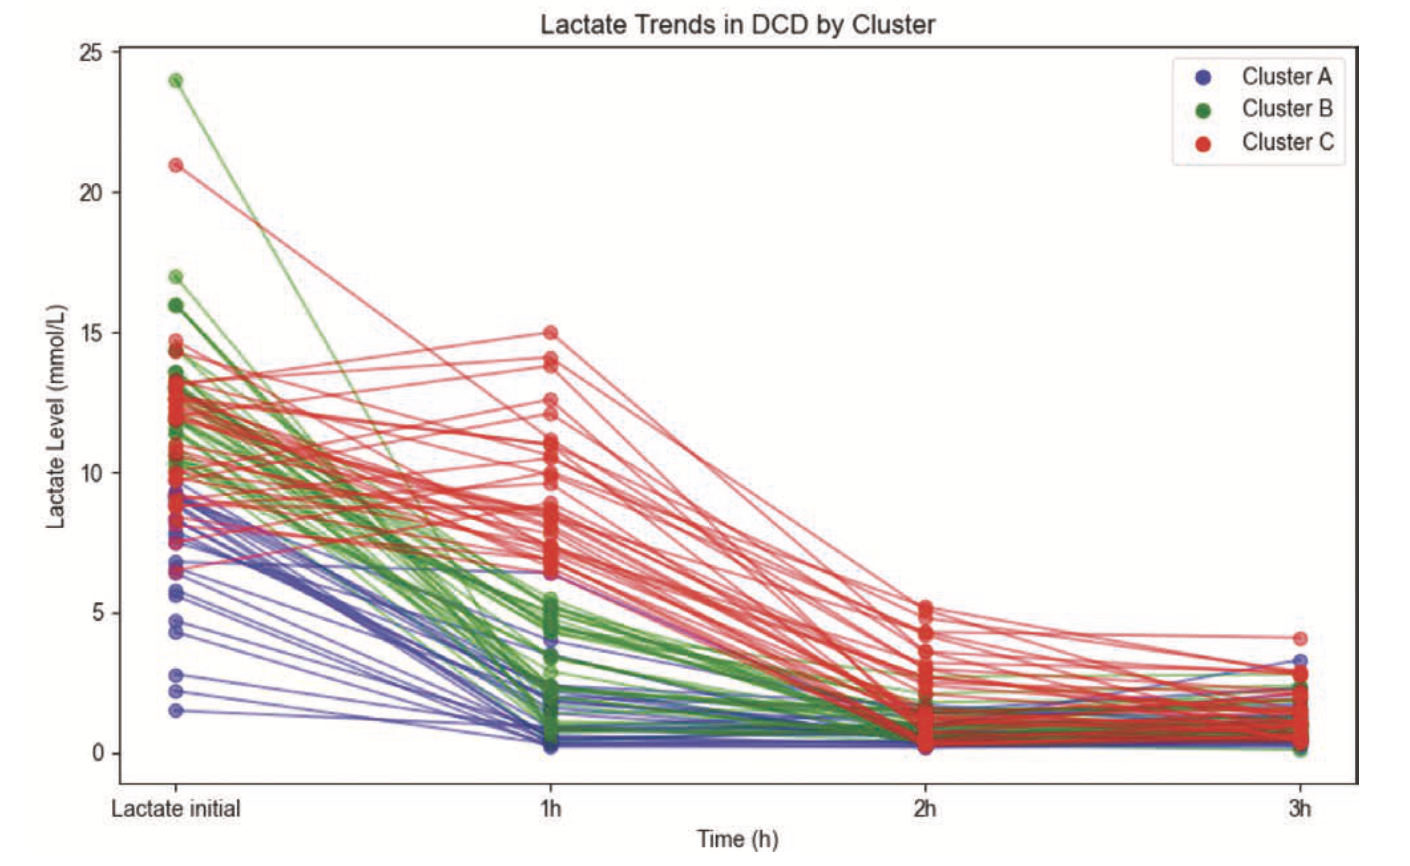 Lactate Trends in DCD by Cluster
25
20
15
10
5
0
Lactate Level (mmol/L)
Cluster A
Cluster B
Cluster C
Lactate initial
1h
2h
3h
Time (h)